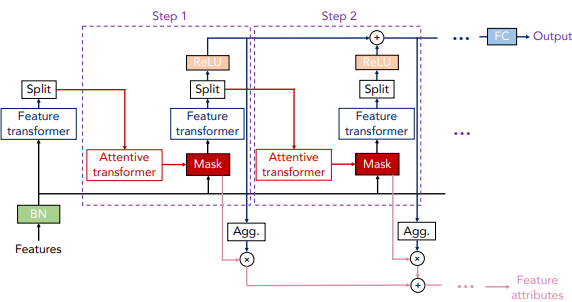 Step 1
Step 2
ReLU
+
ReLU
...
FC
Output
Split
Split
Split
Feature
transformer
Feature
transformer
Feature
transformer
...
Attentive
transformer
Mask
Attentive
transformer
Mask
BN
Features
Agg.
Agg.
×
×
+
...
Feature
attributes